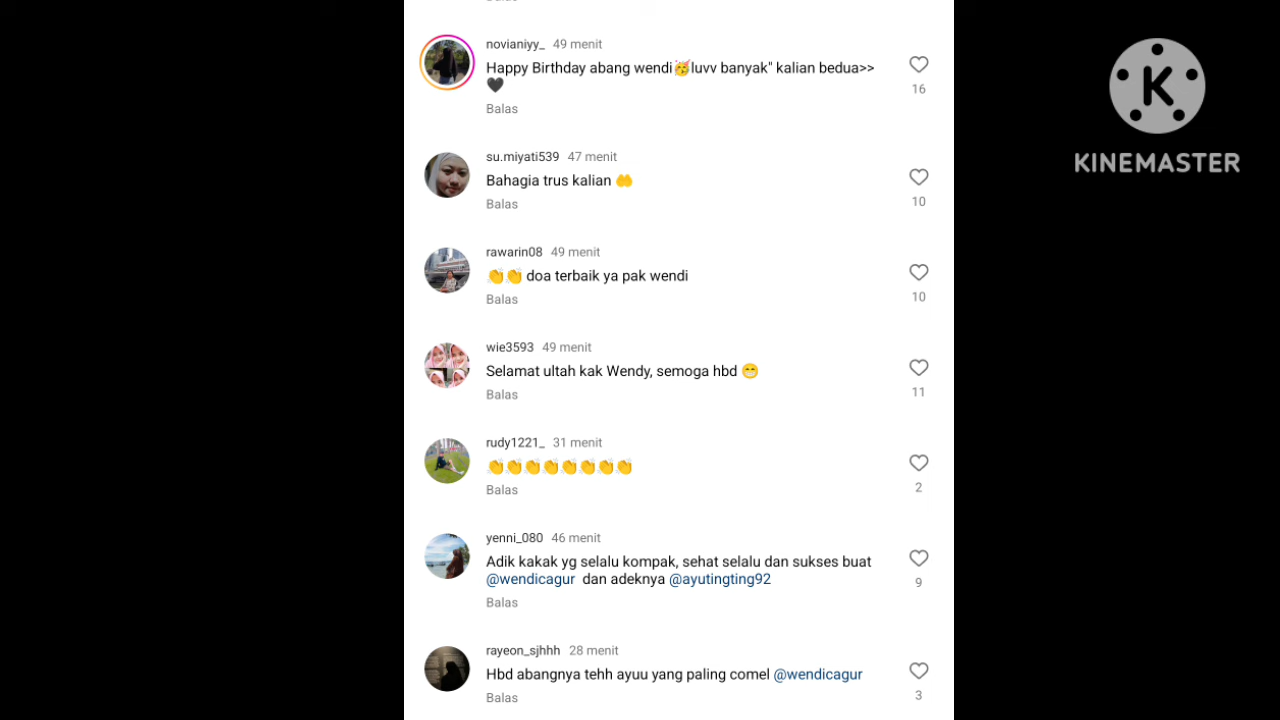 novianiyy_ 49 menit
Happy Birthday abang wendi🥳luvv banyak" kalian bedua>>
🖤
16
Balas
su.miyati539 47 menit
Bahagia trus kalian 🤲
10
Balas
rawarin08 49 menit
👏👏 doa terbaik ya pak wendi
10
Balas
wie3593 49 menit
Selamat ultah kak Wendy, semoga hbd 😁
11
Balas
rudy1221_ 31 menit
👏👏👏👏👏👏👏👏
2
Balas
yenni_080 46 menit
Adik kakak yg selalu kompak, sehat selalu dan sukses buat
@wendicagur dan adeknya @ayutingting92
9
Balas
rayeon_sjhhh 28 menit
Hbd abangnya tehh ayuu yang paling comel @wendicagur
3
Balas
K
KINEMASTER